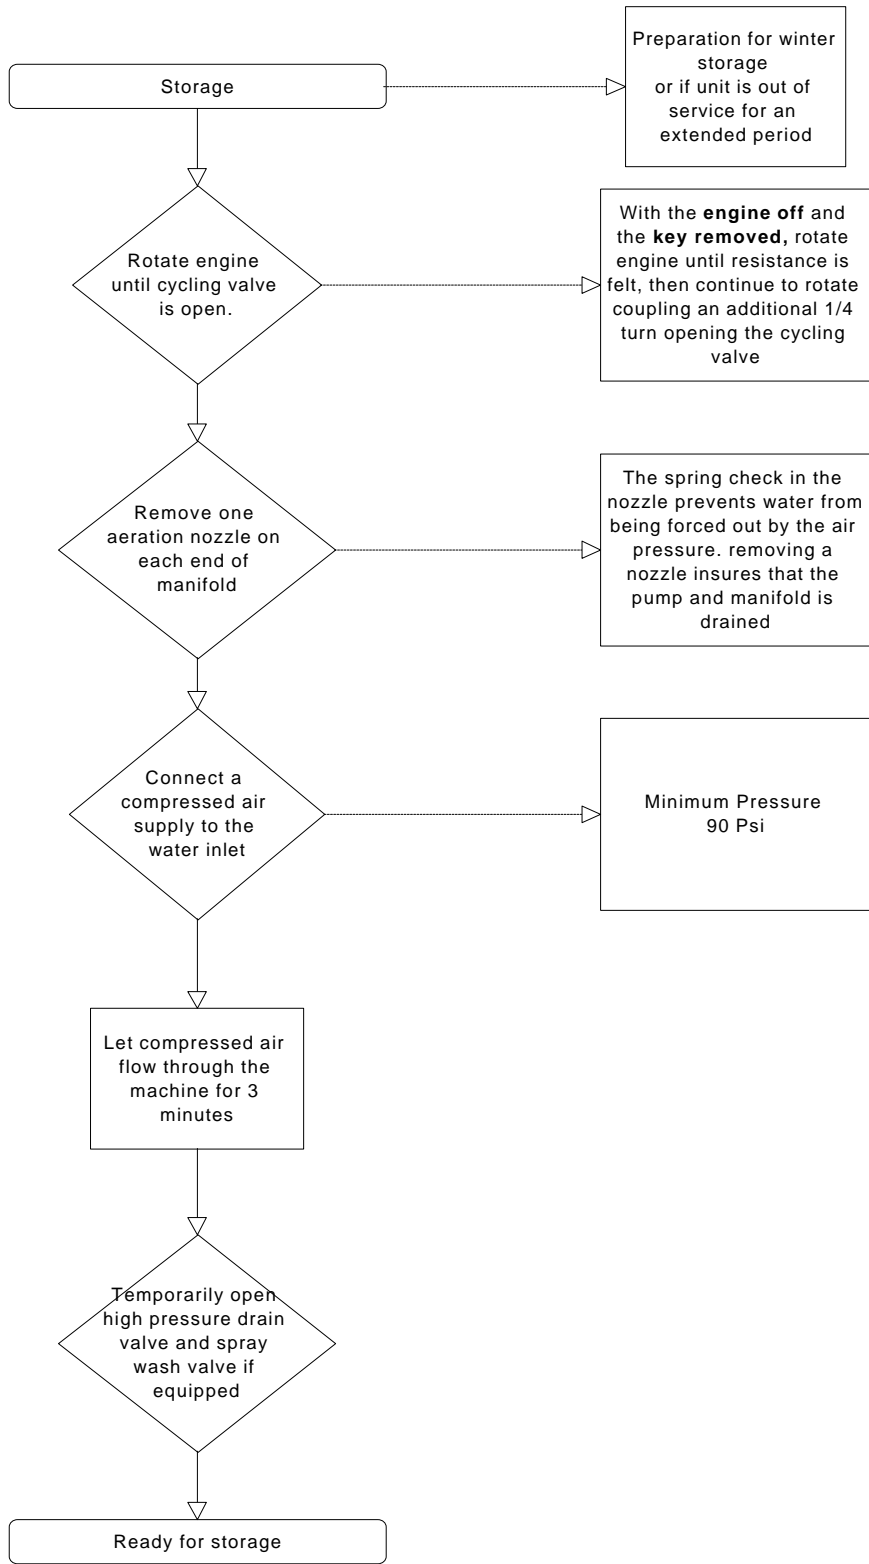 Storage
Preparation for winter
storage
or if unit is out of
service for an
extended period
Rotate engine
until cycling valve
is open.
With the engine off and
the key removed, rotate
engine until resistance is
felt, then continue to rotate
coupling an additional 1/4
turn opening the cycling
valve
Remove one
aeration nozzle on
each end of
manifold
The spring check in the
nozzle prevents water from
being forced out by the air
pressure. removing a
nozzle insures that the
pump and manifold is
drained
Connect a
compressed air
supply to the
water inlet
Minimum Pressure
90 Psi
Let compressed air
flow through the
machine for 3
minutes
Temporarily open
high pressure drain
valve and spray
wash valve if
equipped
Ready for storage